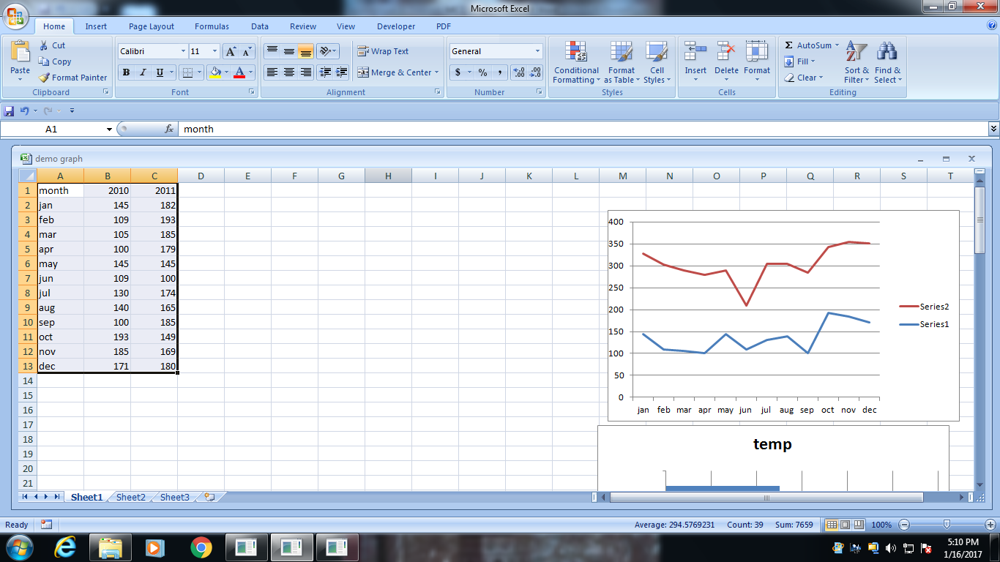 Microsoft Excel
Home Insert Page Layout Formulas Data Review View Developer PDF
Paste
Cut
Copy
Format Painter
Clipboard
Calibri 11
B I U A
Font
Wrap Text
Merge & Center
Alignment
General
$ % ,
Number
Conditional Formatting
Format as Table
Cell Styles
Styles
Insert Delete Format
Cells
Σ AutoSum
Fill
Clear
Sort & Filter
Find & Select
Editing
A1 fx month
demo graph
A B C D E F G H I J K L M N O P Q R S T
1 month 2010 2011
2 jan 145 182
3 feb 109 193
4 mar 105 185
5 apr 100 179
6 may 145 145
7 jun 109 100
8 jul 130 174
9 aug 140 165
10 sep 100 185
11 oct 193 149
12 nov 185 169
13 dec 171 180
14
15
16
17
18
19
20
21
400
350
300
250
200
150
100
50
0
jan feb mar apr may jun jul aug sep oct nov dec
Series2
Series1
temp
Sheet1 Sheet2 Sheet3
Ready Average: 294.5769231 Count: 39 Sum: 7659 100%
5:10 PM
1/16/2017